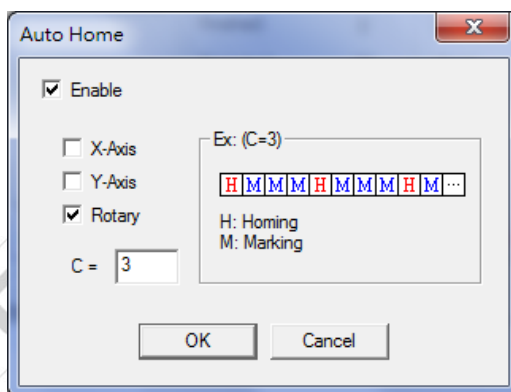 Auto Home
Enable
X-Axis
Y-Axis
Rotary
C = 3
Ex: (C=3)
H M M M H M M M H M ...
H: Homing
M: Marking
OK Cancel